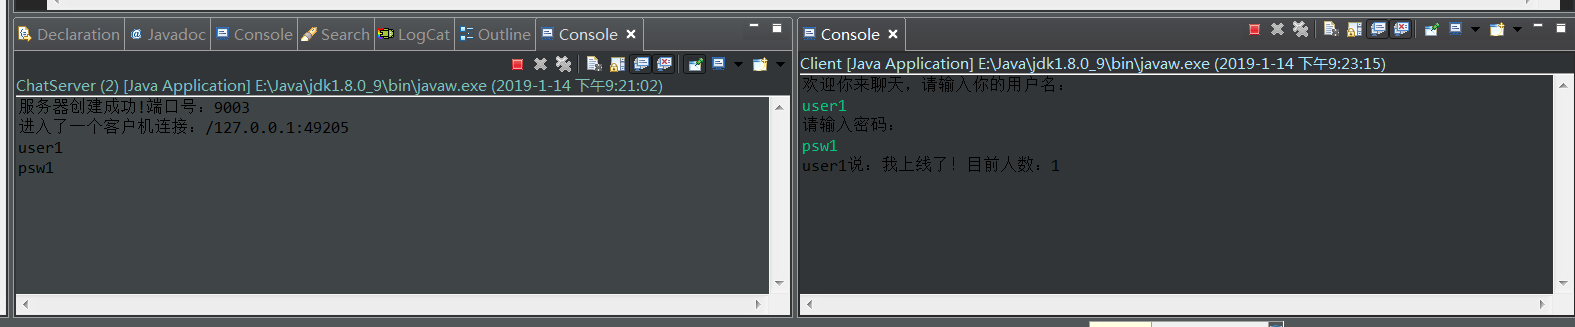 Declaration @ Javadoc Console Search LogCat Outline Console
ChatServer (2) [Java Application] E:\Java\jdk1.8.0_9\bin\javaw.exe (2019-1-14 下午9:21:02)
服务器创建成功!端口号：9003
进入了一个客户机连接：/127.0.0.1:49205
user1
psw1
Console
Client [Java Application] E:\Java\jdk1.8.0_9\bin\javaw.exe (2019-1-14 下午9:23:15)
欢迎你来聊天，请输入你的用户名：
user1
请输入密码：
psw1
user1说：我上线了！目前人数：1